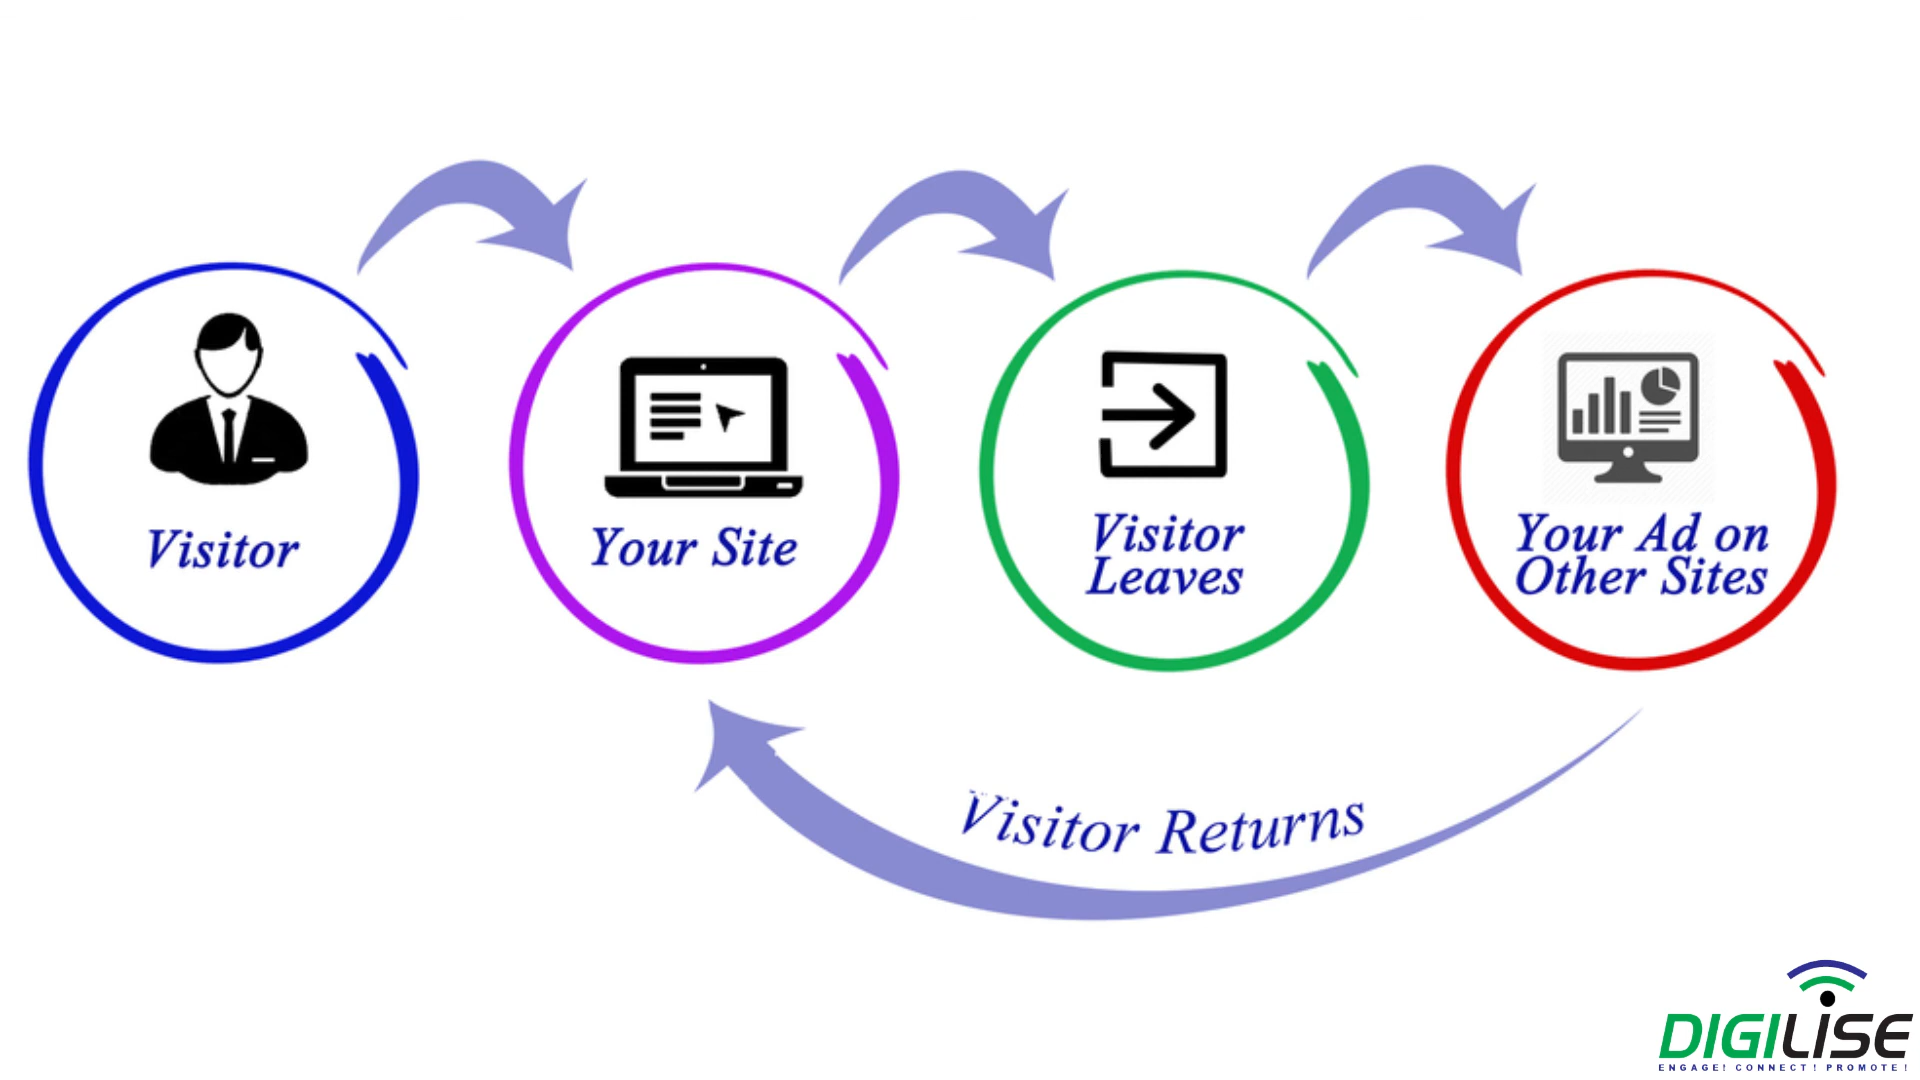 Visitor
Your Site
Visitor
Leaves
Your Ad on
Other Sites
Visitor Returns
DIGILISE
ENGAGE! CONNECT! PROMOTE!